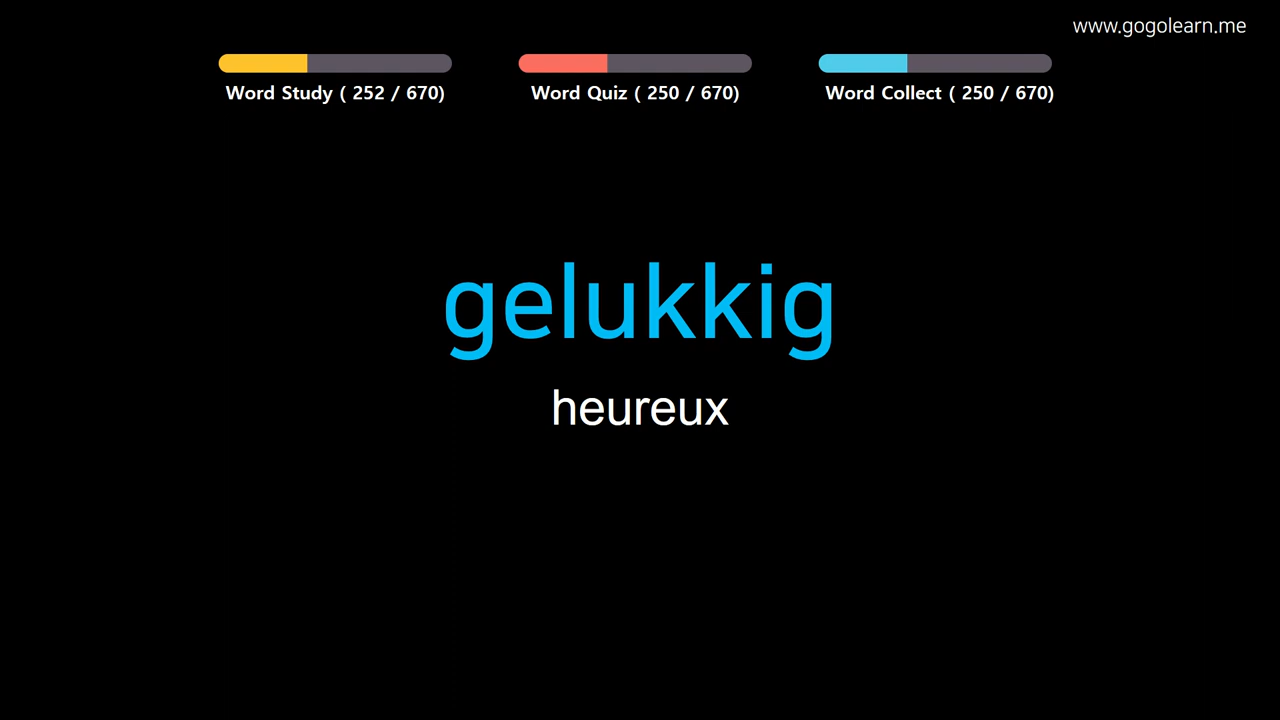 www.gogolearn.me
Word Study ( 252 / 670)
Word Quiz ( 250 / 670)
Word Collect ( 250 / 670)
gelukkig
heureux